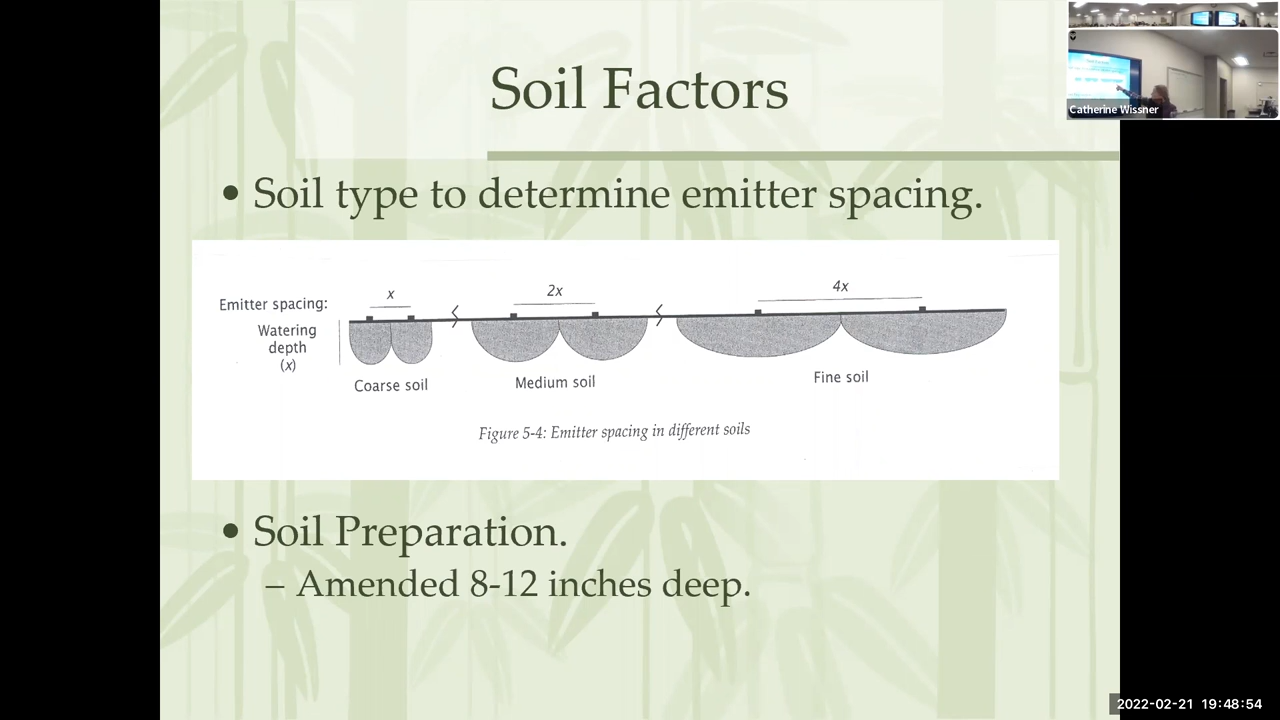 Soil Factors
Catherine Wissner
• Soil type to determine emitter spacing.
Emitter spacing:
x
2x
4x
Watering
depth
(x)
Coarse soil
Medium soil
Fine soil
Figure 5-4: Emitter spacing in different soils
• Soil Preparation.
– Amended 8-12 inches deep.
2022-02-21 19:48:54